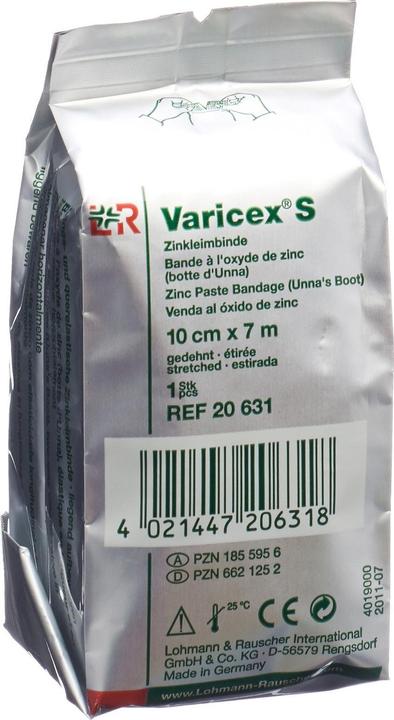 L+R
Varicex® S
Zinkleimbinde
Bande à l'oxyde de zinc
(botte d'Unna)
Zinc Paste Bandage (Unna's Boot)
Venda al óxido de zinc
10 cm x 7 m
gedehnt · étirée
stretched · estirada
1 Stk
pcs
REF 20 631
4 021447 206318
A PZN 185 595 6
D PZN 662 125 2
25 °C
CE
4019000
2011-07
Lohmann & Rauscher International
GmbH & Co. KG · D-56579 Rengsdorf
Made in Germany
www.Lohmann-Rauscher.com
horizontalmente